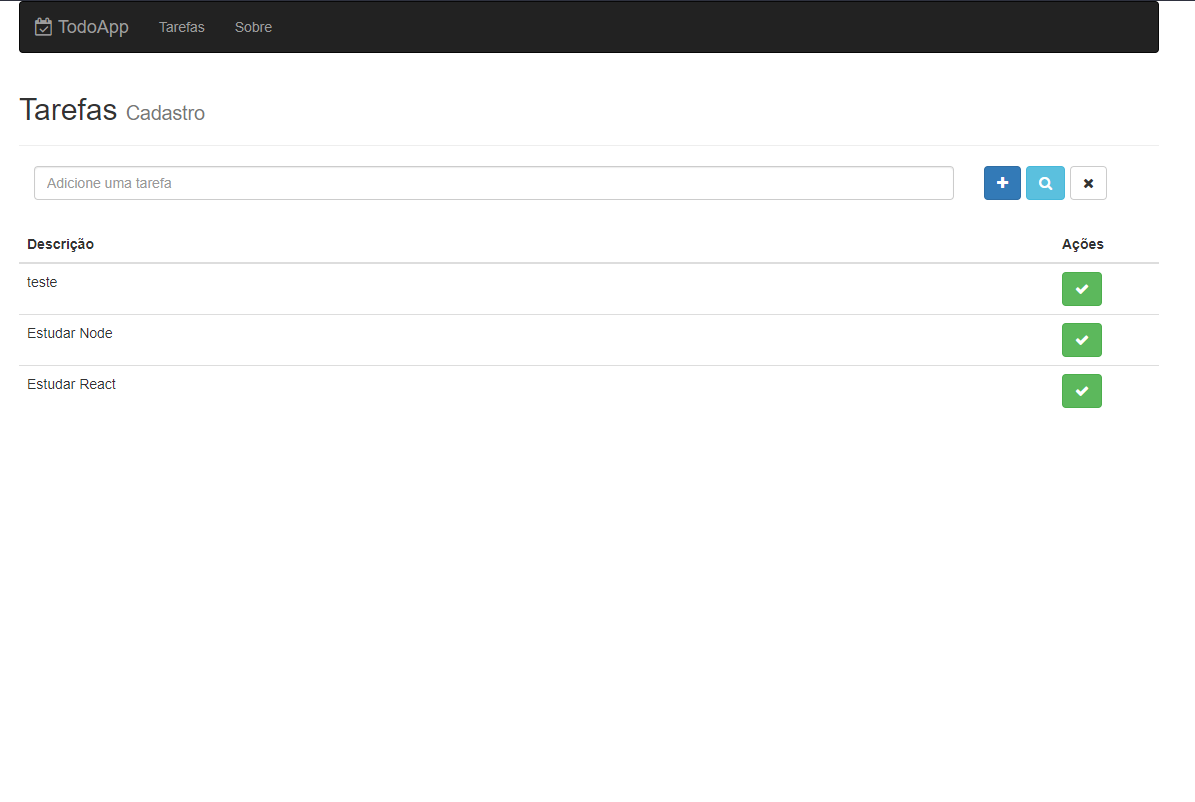 TodoApp Tarefas Sobre
Tarefas Cadastro
Adicione uma tarefa
Descrição Ações
teste
Estudar Node
Estudar React